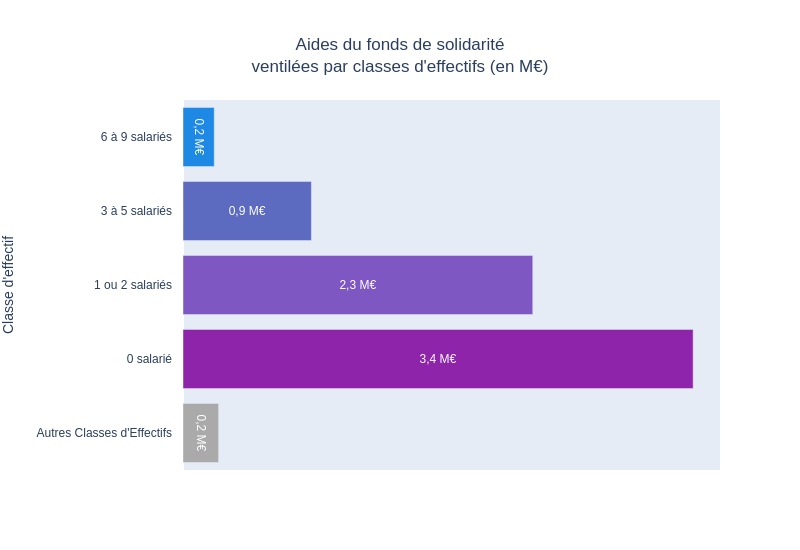 Aides du fonds de solidarité
ventilées par classes d'effectifs (en M€)
Classe d'effectif
6 à 9 salariés
0,2 M€
3 à 5 salariés
0,9 M€
1 ou 2 salariés
2,3 M€
0 salarié
3,4 M€
Autres Classes d'Effectifs
0,2 M€